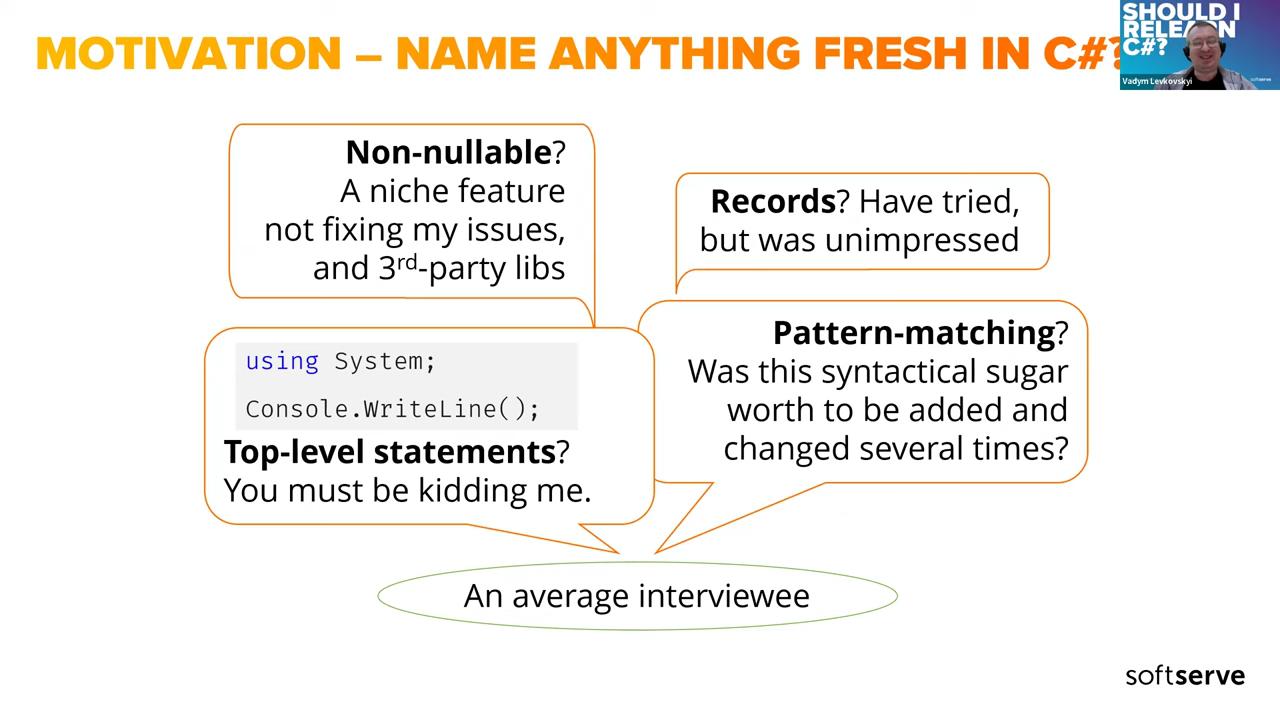 MOTIVATION – NAME ANYTHING FRESH IN C#?
SHOULD I
RELEARN
C#?
Vadym Levkovskyi
softserve
Non-nullable?
A niche feature
not fixing my issues,
and 3rd-party libs
Records? Have tried,
but was unimpressed
using System;
Console.WriteLine();
Top-level statements?
You must be kidding me.
Pattern-matching?
Was this syntactical sugar
worth to be added and
changed several times?
An average interviewee
softserve